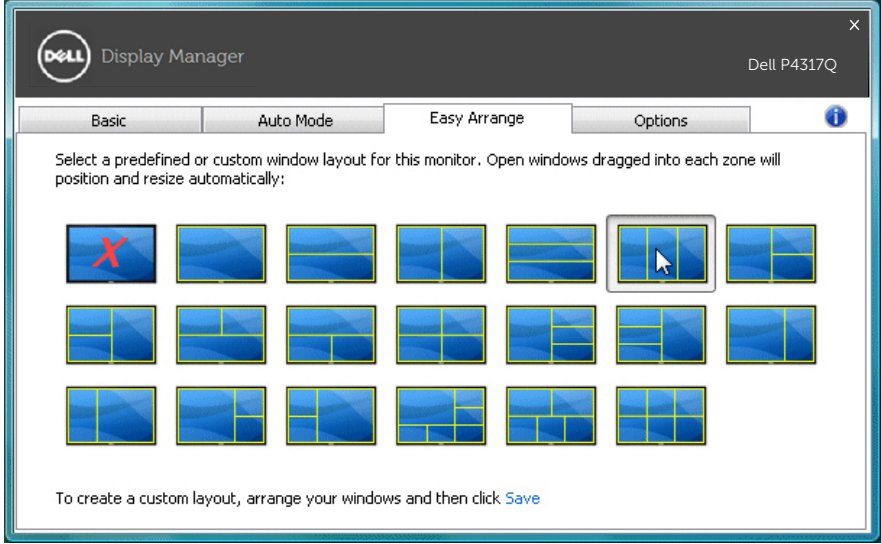 X
DELL Display Manager
Dell P4317Q
Basic Auto Mode Easy Arrange Options i
Select a predefined or custom window layout for this monitor. Open windows dragged into each zone will
position and resize automatically:
X
To create a custom layout, arrange your windows and then click Save